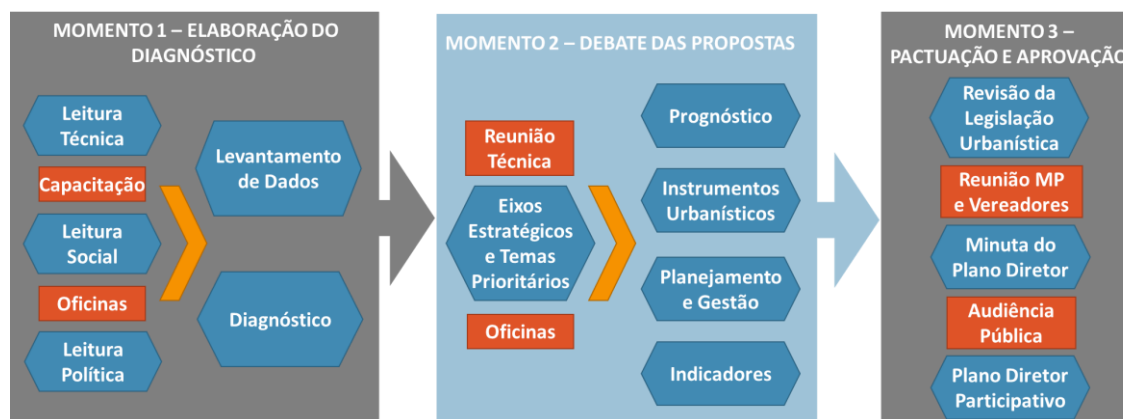 MOMENTO 1 – ELABORAÇÃO DO
DIAGNÓSTICO
Leitura
Técnica
Capacitação
Leitura
Social
Oficinas
Leitura
Política
Levantamento
de Dados
Diagnóstico
MOMENTO 2 – DEBATE DAS PROPOSTAS
Reunião
Técnica
Eixos
Estratégicos
e Temas
Prioritários
Oficinas
Prognóstico
Instrumentos
Urbanísticos
Planejamento
e Gestão
Indicadores
MOMENTO 3 –
PACTUAÇÃO E APROVAÇÃO
Revisão da
Legislação
Urbanística
Reunião MP
e Vereadores
Minuta do
Plano Diretor
Audiência
Pública
Plano Diretor
Participativo